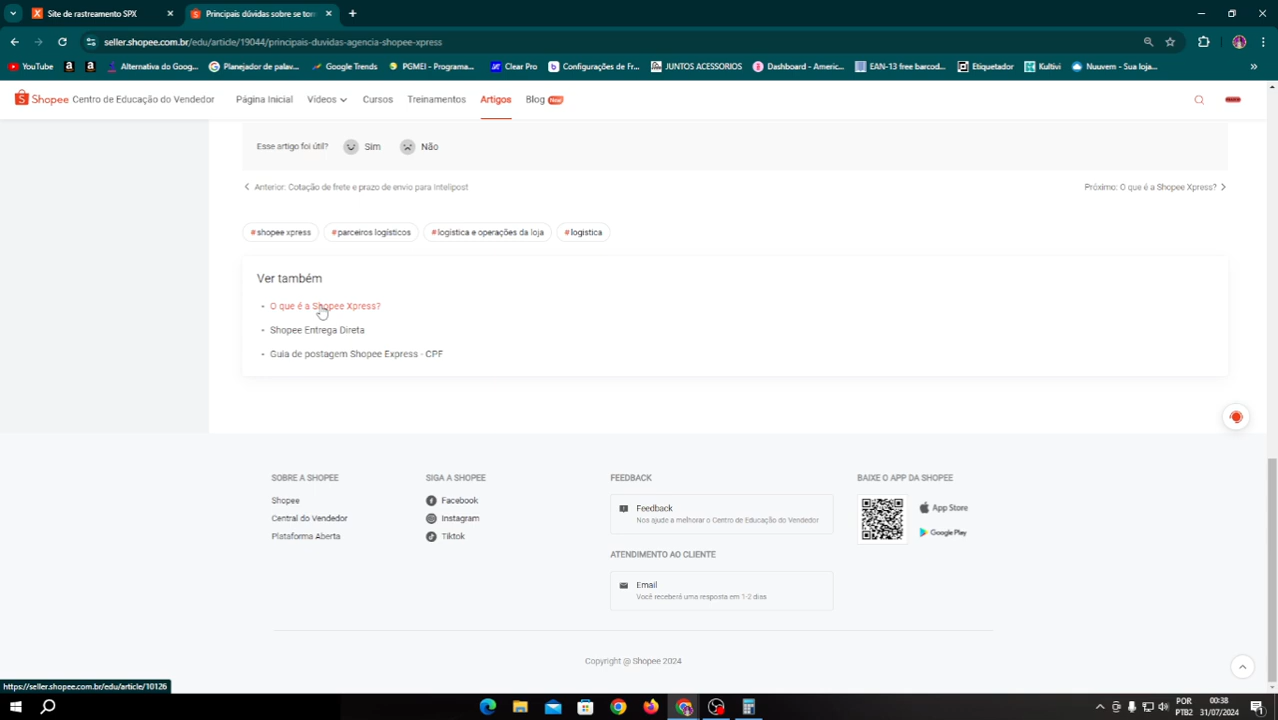 Site de rastreamento SPX
Principais dúvidas sobre se torn
seller.shopee.com.br/edu/article/19044/principais-duvidas-agencia-shopee-xpress
YouTube
Alternativa do Goog...
Planejador de palav...
Google Trends
PGMEI - Programa...
Clear Pro
Configurações de Fr...
JUNTOS ACESSORIOS
Dashboard - Americ...
EAN-13 free barcod...
Etiquetador
Kultivi
Nuuvem - Sua loja...
Shopee Centro de Educação do Vendedor
Página Inicial
Vídeos
Cursos
Treinamentos
Artigos
Blog
New
Esse artigo foi útil?
Sim
Não
Anterior: Cotação de frete e prazo de envio para Intelipost
Próximo: O que é a Shopee Xpress?
#shopee xpress
#parceiros logísticos
#logística e operações da loja
#logistica
Ver também
O que é a Shopee Xpress?
Shopee Entrega Direta
Guia de postagem Shopee Express - CPF
SOBRE A SHOPEE
Shopee
Central do Vendedor
Plataforma Aberta
SIGA A SHOPEE
Facebook
Instagram
Tiktok
FEEDBACK
Feedback
Nos ajude a melhorar o Centro de Educação do Vendedor
ATENDIMENTO AO CLIENTE
Email
Você receberá uma resposta em 1-2 dias
BAIXE O APP DA SHOPEE
App Store
Google Play
Copyright @ Shopee 2024
https://seller.shopee.com.br/edu/article/10126
POR
PTB2
00:38
31/07/2024